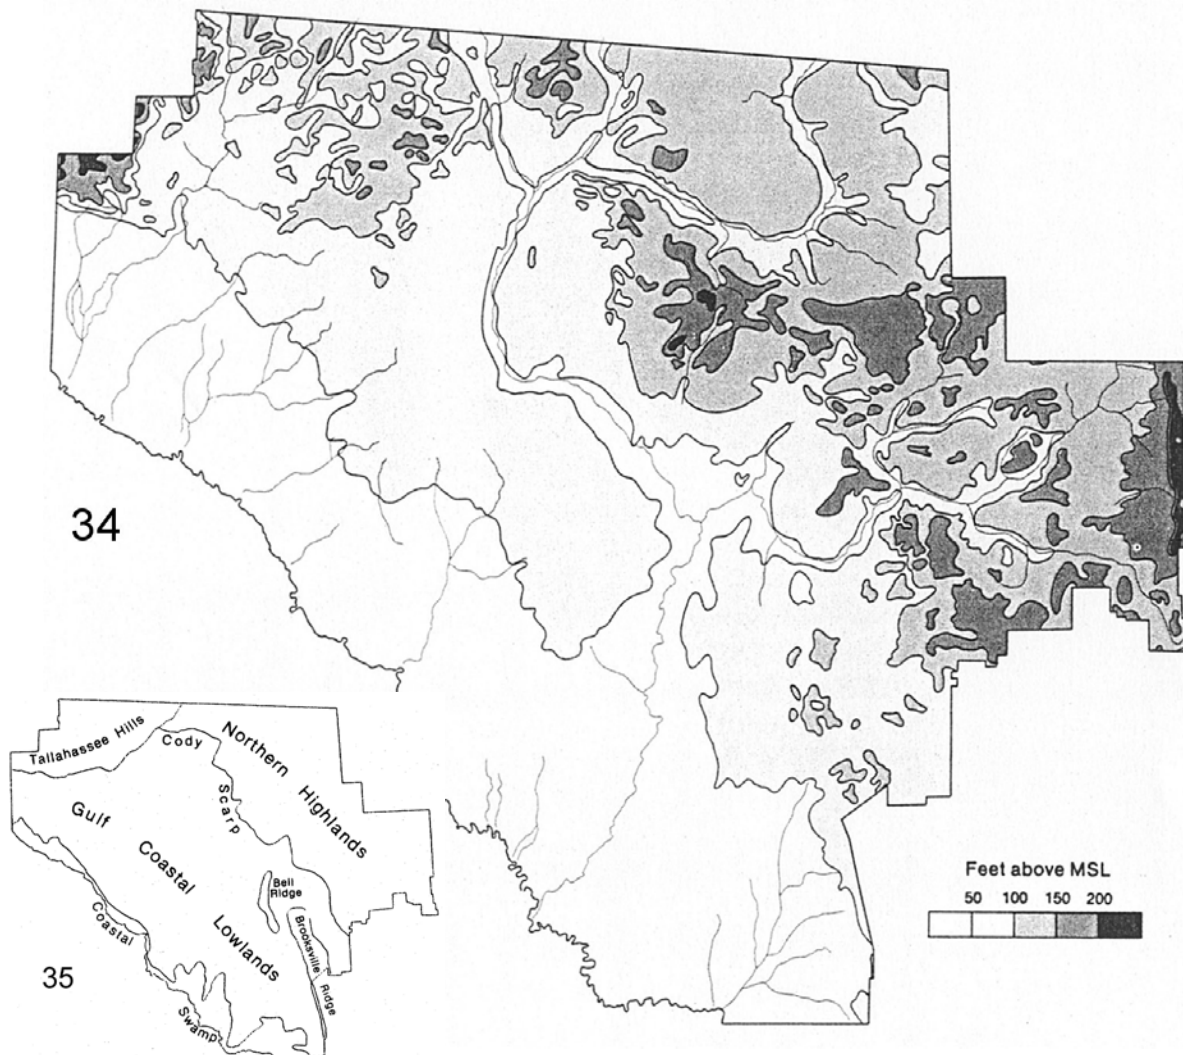 34
Tallahassee Hills
Cody
Scarp
Northern
Highlands
Gulf
Coastal
Lowlands
Bell
Ridge
Brooksville
Ridge
Coastal
Swamp
35
Feet above MSL
50 100 150 200